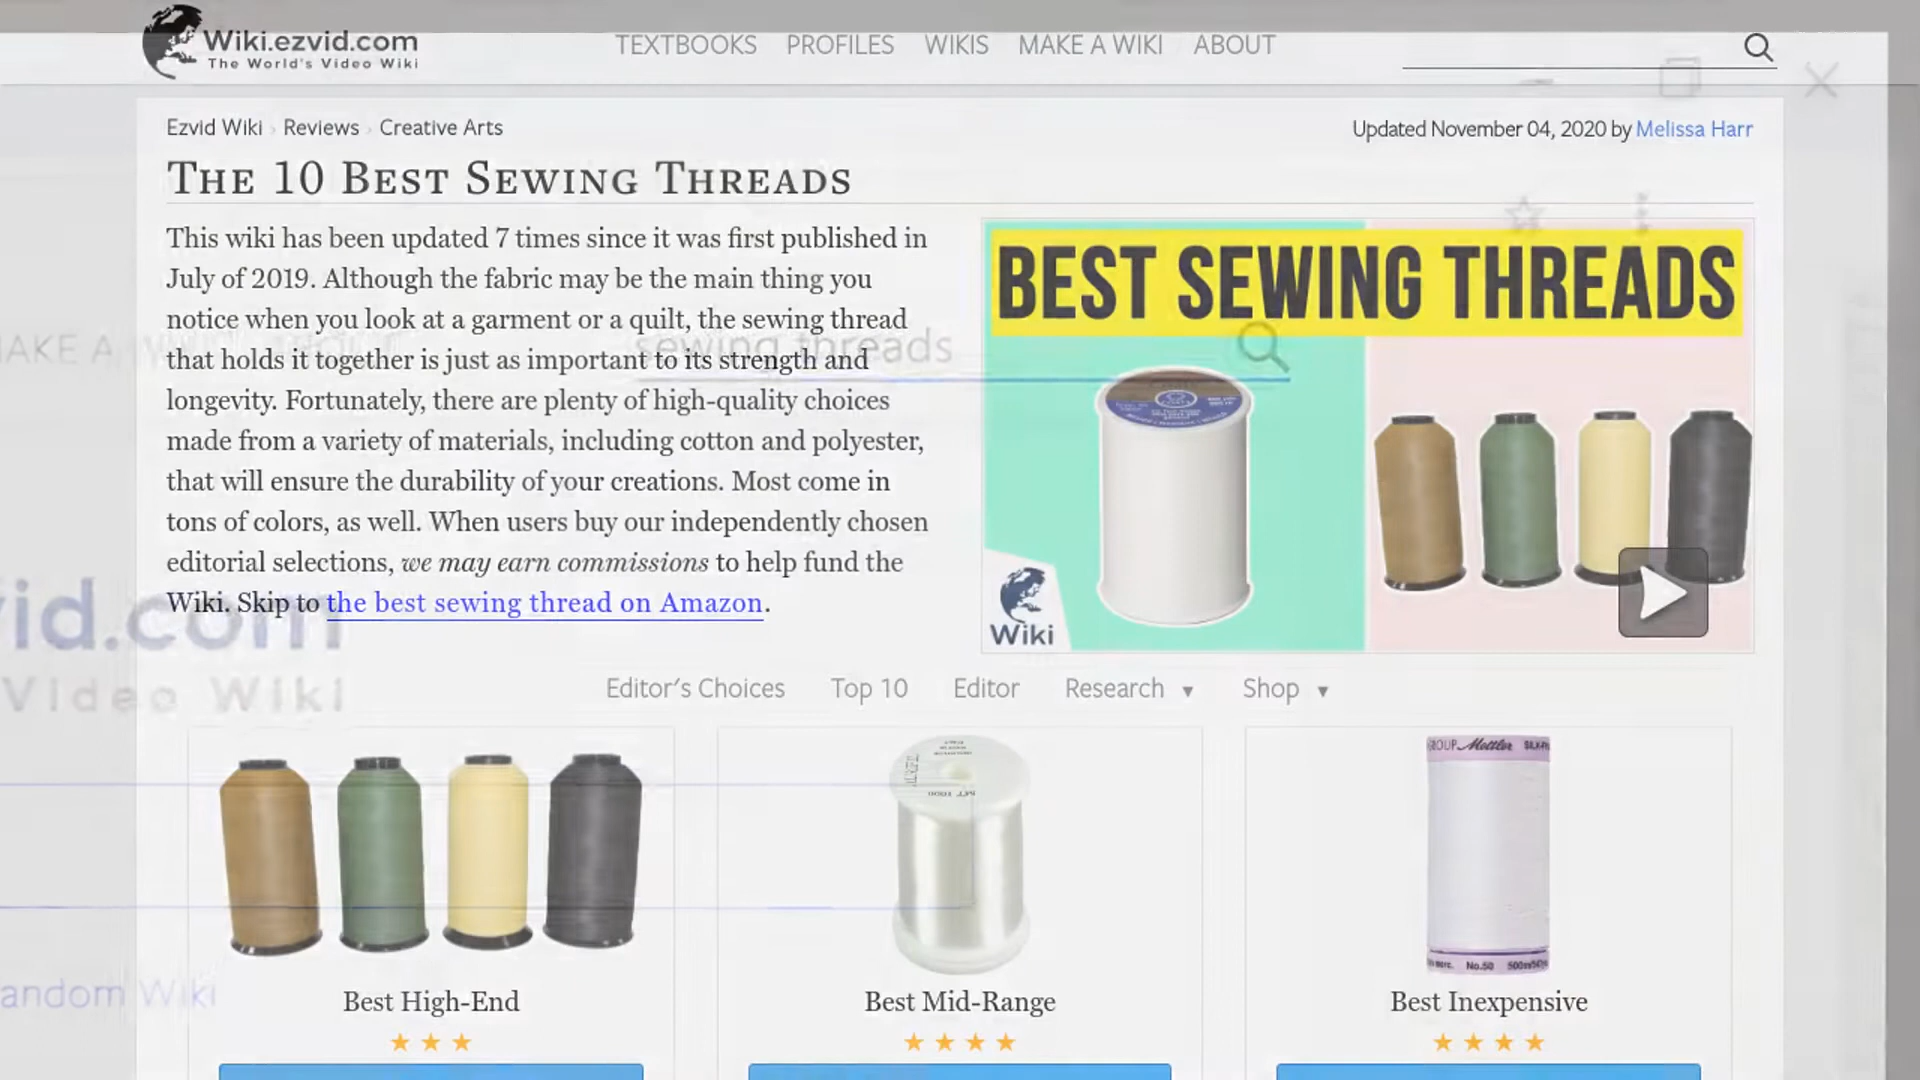 Wiki.ezvid.com
The World's Video Wiki
TEXTBOOKS PROFILES WIKIS MAKE A WIKI ABOUT
Ezvid Wiki › Reviews › Creative Arts
Updated November 04, 2020 by Melissa Harr
THE 10 BEST SEWING THREADS
This wiki has been updated 7 times since it was first published in
July of 2019. Although the fabric may be the main thing you
notice when you look at a garment or a quilt, the sewing thread
that holds it together is just as important to its strength and
longevity. Fortunately, there are plenty of high-quality choices
made from a variety of materials, including cotton and polyester,
that will ensure the durability of your creations. Most come in
tons of colors, as well. When users buy our independently chosen
editorial selections, we may earn commissions to help fund the
Wiki. Skip to the best sewing thread on Amazon.
BEST SEWING THREADS
Wiki
AKE A
sewing threads
vid.com
Video Wiki
andom Wiki
Editor's Choices Top 10 Editor Research ▼ Shop ▼
GROUP Mettler
No.50
Best High-End
Best Mid-Range
Best Inexpensive